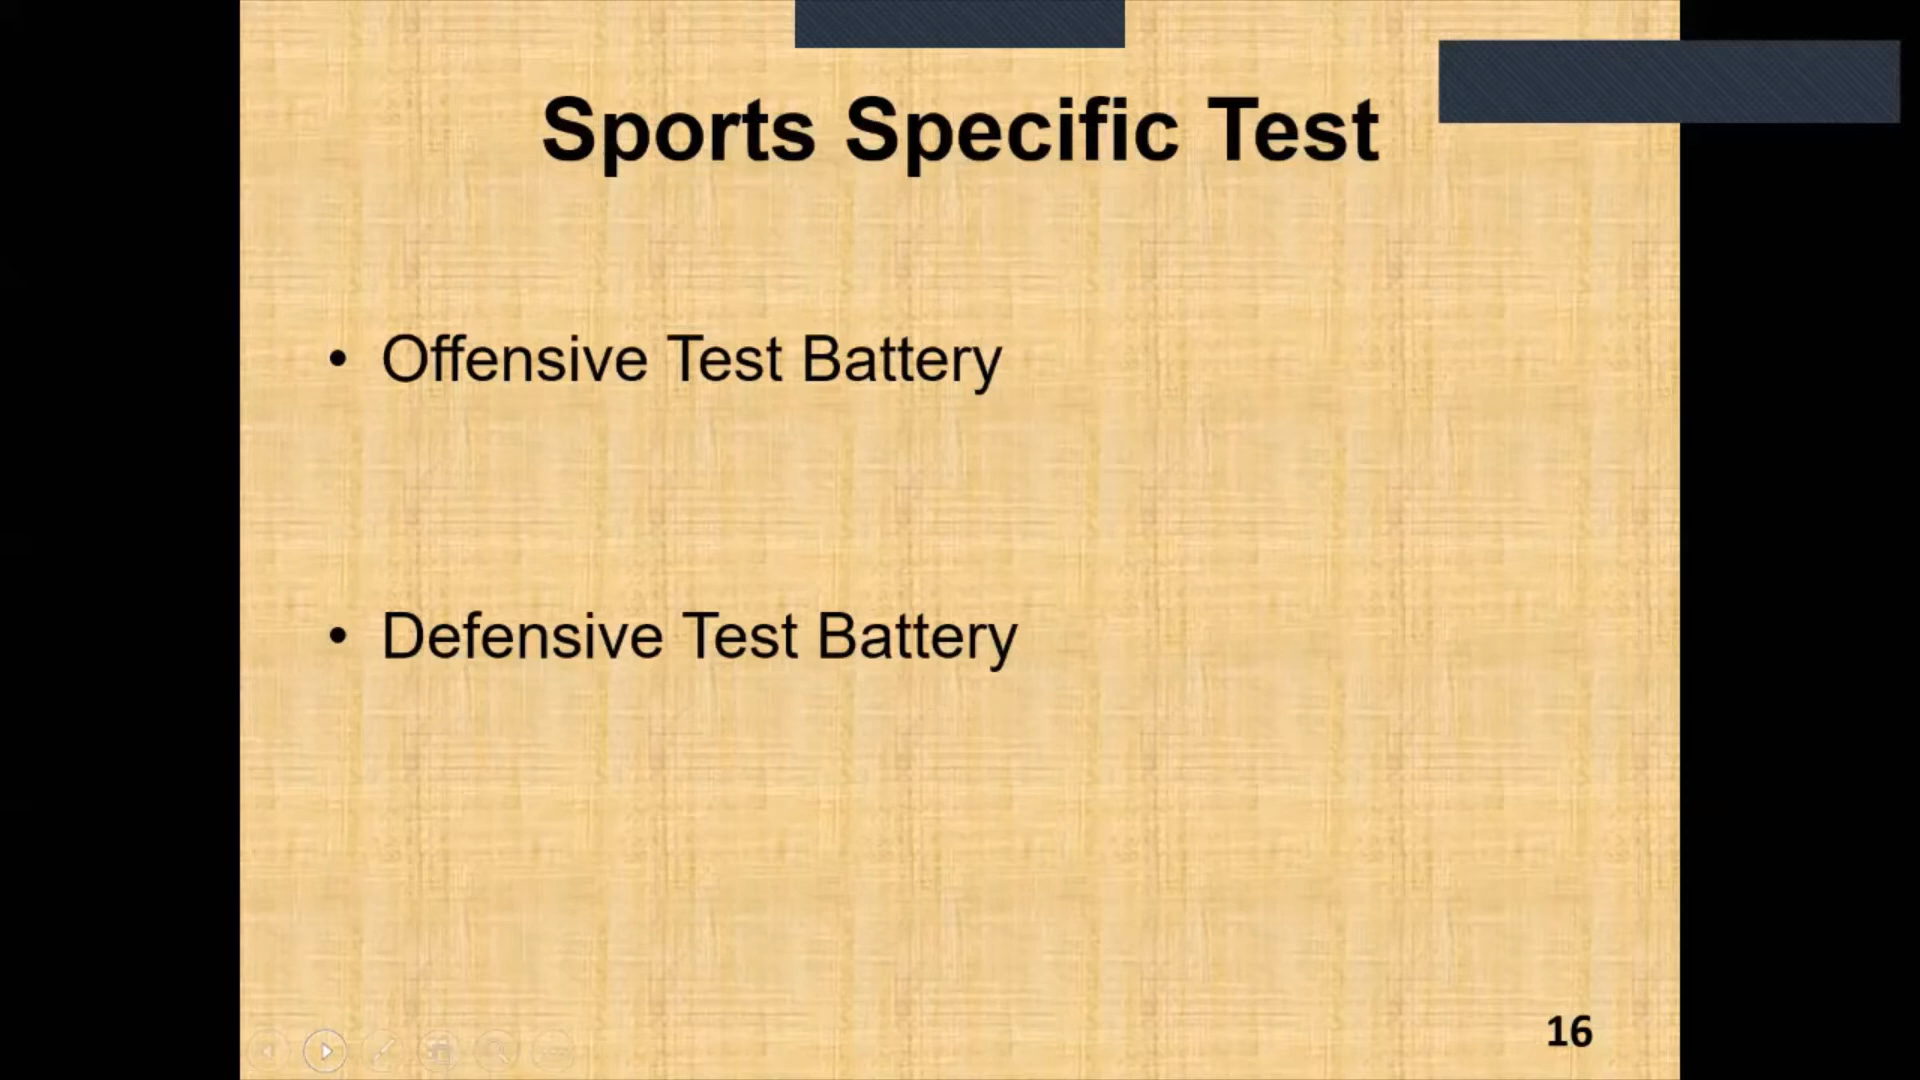 Sports Specific Test
• Offensive Test Battery
• Defensive Test Battery
16